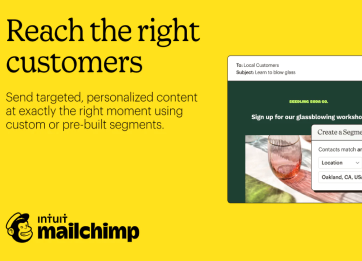 Reach the right
customers
Send targeted, personalized content
at exactly the right moment using
custom or pre-built segments.
To: Local Customers
Subject: Learn to blow glass
SEEDLING SODA CO.
Sign up for our glassblowing worksho
Create a Segme
Contacts match an
Location
Oakland, CA, USA
intuit
mailchimp